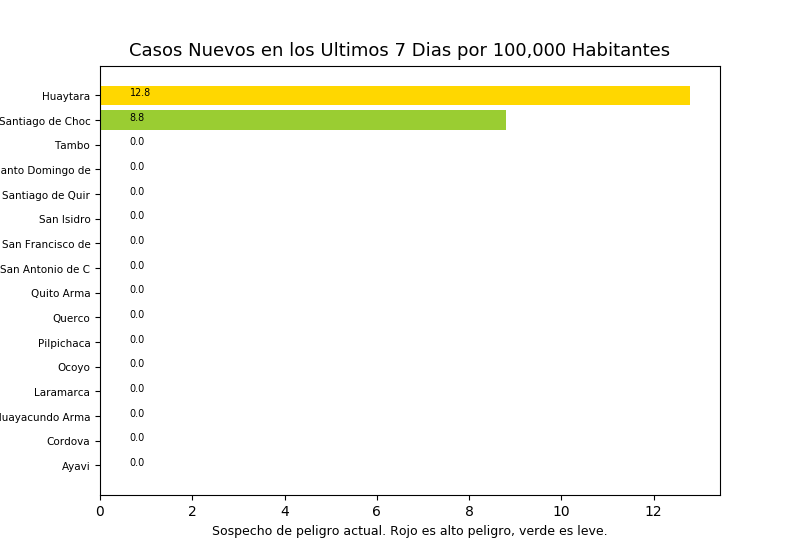 Casos Nuevos en los Ultimos 7 Dias por 100,000 Habitantes
Huaytara 12.8
Santiago de Choc 8.8
Tambo 0.0
anto Domingo de 0.0
Santiago de Quir 0.0
San Isidro 0.0
San Francisco de 0.0
San Antonio de C 0.0
Quito Arma 0.0
Querco 0.0
Pilpichaca 0.0
Ocoyo 0.0
Laramarca 0.0
uayacundo Arma 0.0
Cordova 0.0
Ayavi 0.0
0 2 4 6 8 10 12
Sospecho de peligro actual. Rojo es alto peligro, verde es leve.